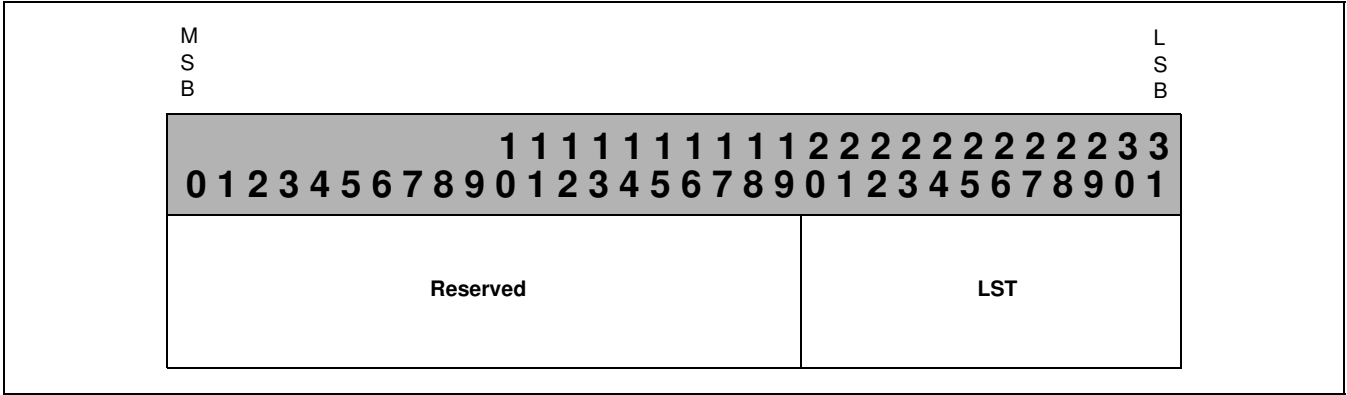 M L
S S
B B
1 1 1 1 1 1 1 1 1 1 2 2 2 2 2 2 2 2 2 2 3 3
0 1 2 3 4 5 6 7 8 9 0 1 2 3 4 5 6 7 8 9 0 1 2 3 4 5 6 7 8 9 0 1
Reserved LST